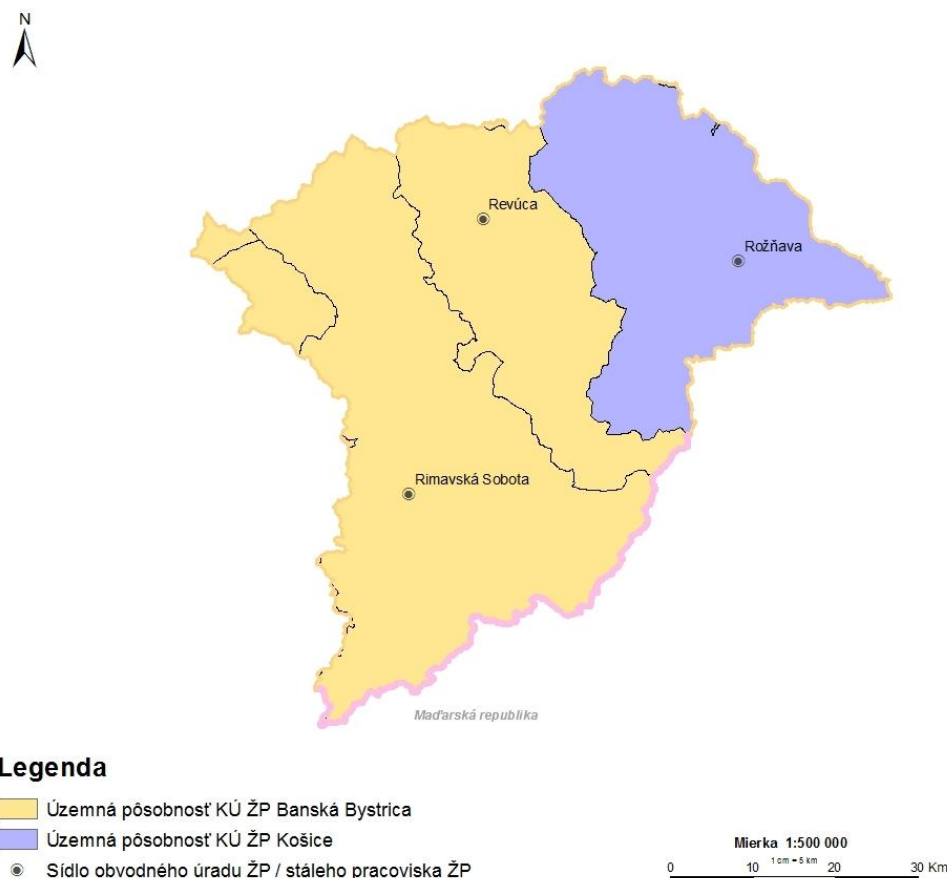 N
Revúca
Rožňava
Rimavská Sobota
Maďarská republika
Legenda
Územná pôsobnosť KÚ ŽP Banská Bystrica
Územná pôsobnosť KÚ ŽP Košice
Sídlo obvodného úradu ŽP / stáleho pracoviska ŽP
Mierka 1:500 000
1 cm = 5 km
0 10 20 30 Km